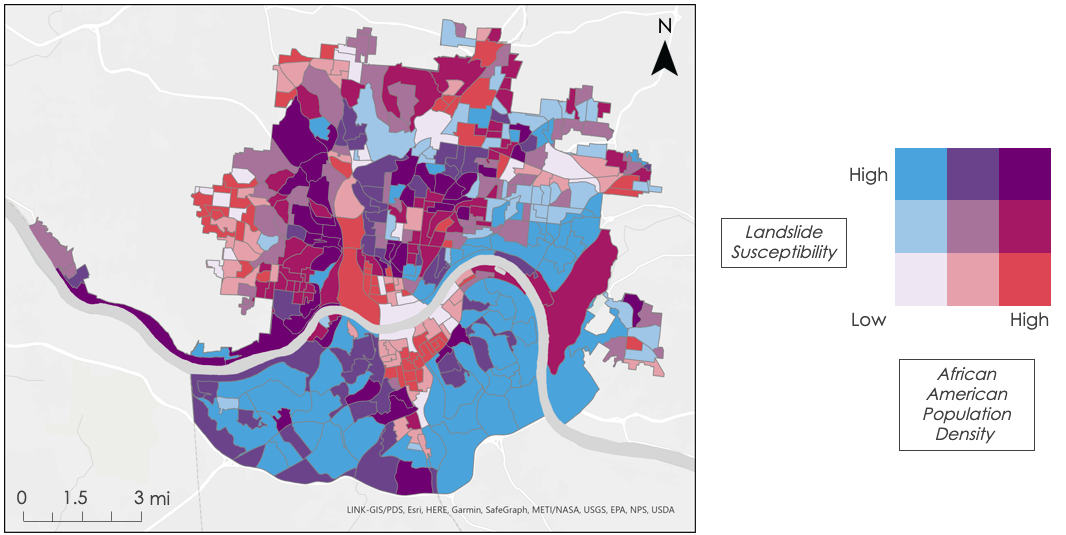 N
0 1.5 3 mi
LINK-GIS/PDS, Esri, HERE, Garmin, SafeGraph, METI/NASA, USGS, EPA, NPS, USDA
High
Landslide
Susceptibility
Low High
African
American
Population
Density